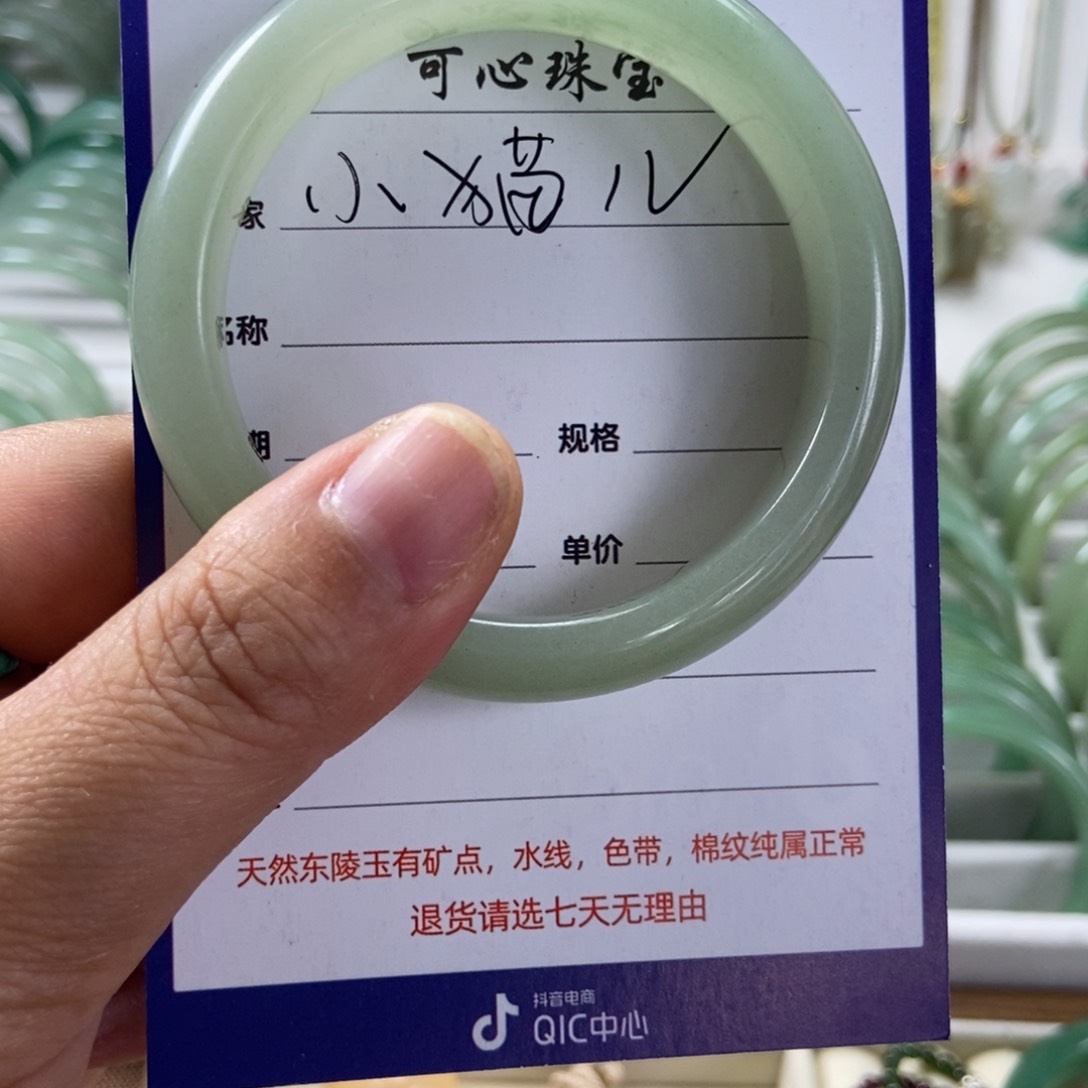 可心珠宝
家 小猫儿
名称
期 规格
单价
天然东陵玉有矿点，水线，色带，棉纹纯属正常
退货请选七天无理由
抖音电商
QIC中心